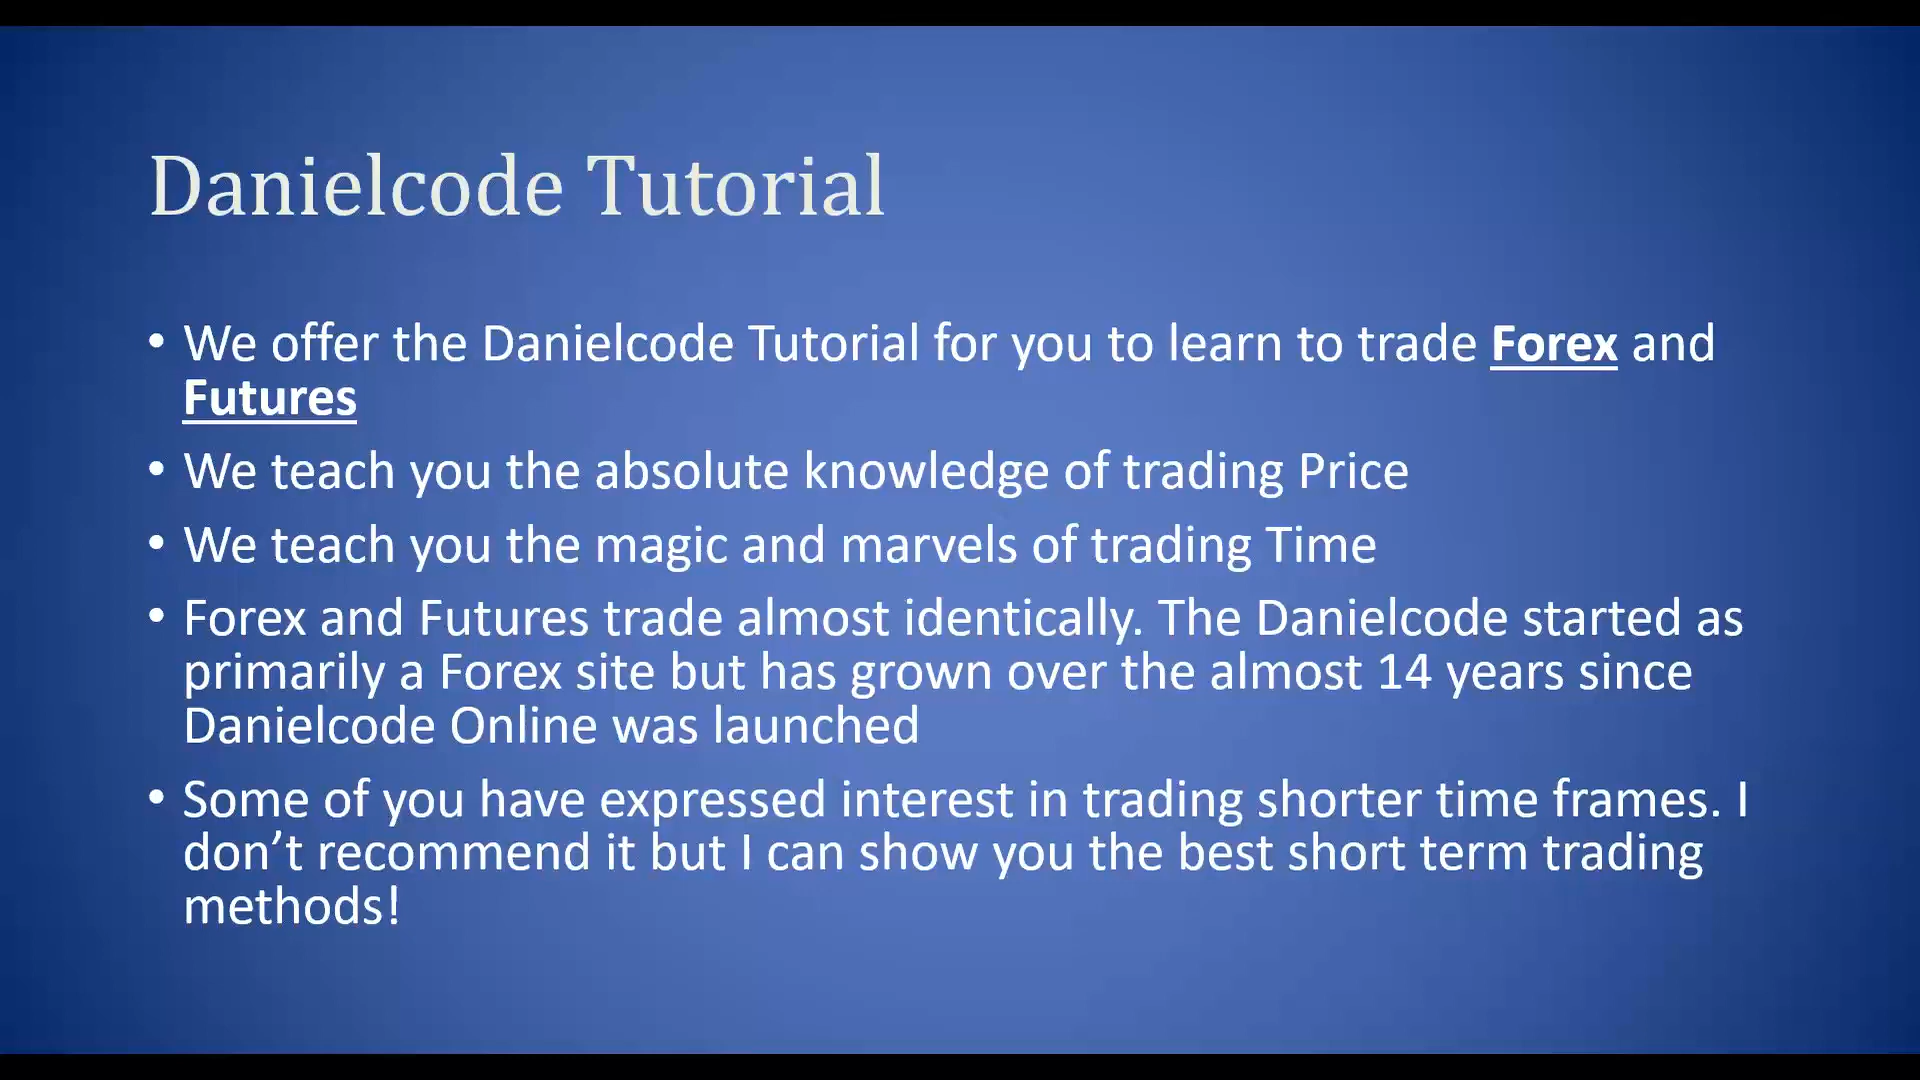 Danielcode Tutorial
• We offer the Danielcode Tutorial for you to learn to trade Forex and
Futures
• We teach you the absolute knowledge of trading Price
• We teach you the magic and marvels of trading Time
• Forex and Futures trade almost identically. The Danielcode started as
primarily a Forex site but has grown over the almost 14 years since
Danielcode Online was launched
• Some of you have expressed interest in trading shorter time frames. I
don’t recommend it but I can show you the best short term trading
methods!